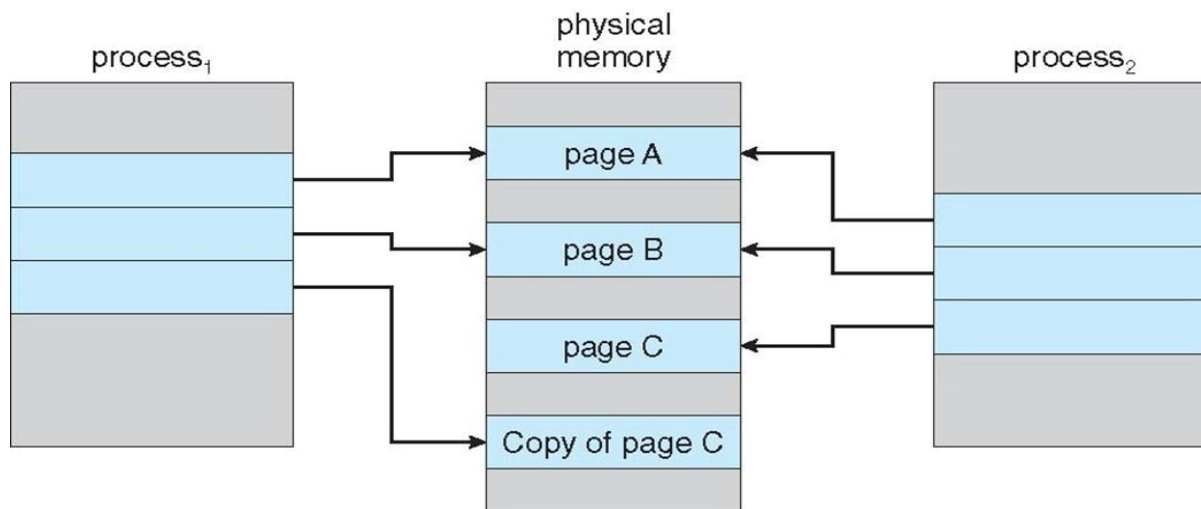 process₁
physical
memory
process₂
page A
page B
page C
Copy of page C